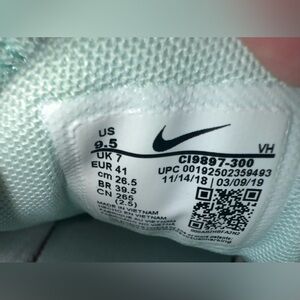 US
9.5
UK 7
EUR 41
cm 26.5
BR 39.5
CN 265
(2.5)
VH
CI9897-300
UPC 00192502359493
11/14/18 | 03/09/19
MADE IN VIETNAM